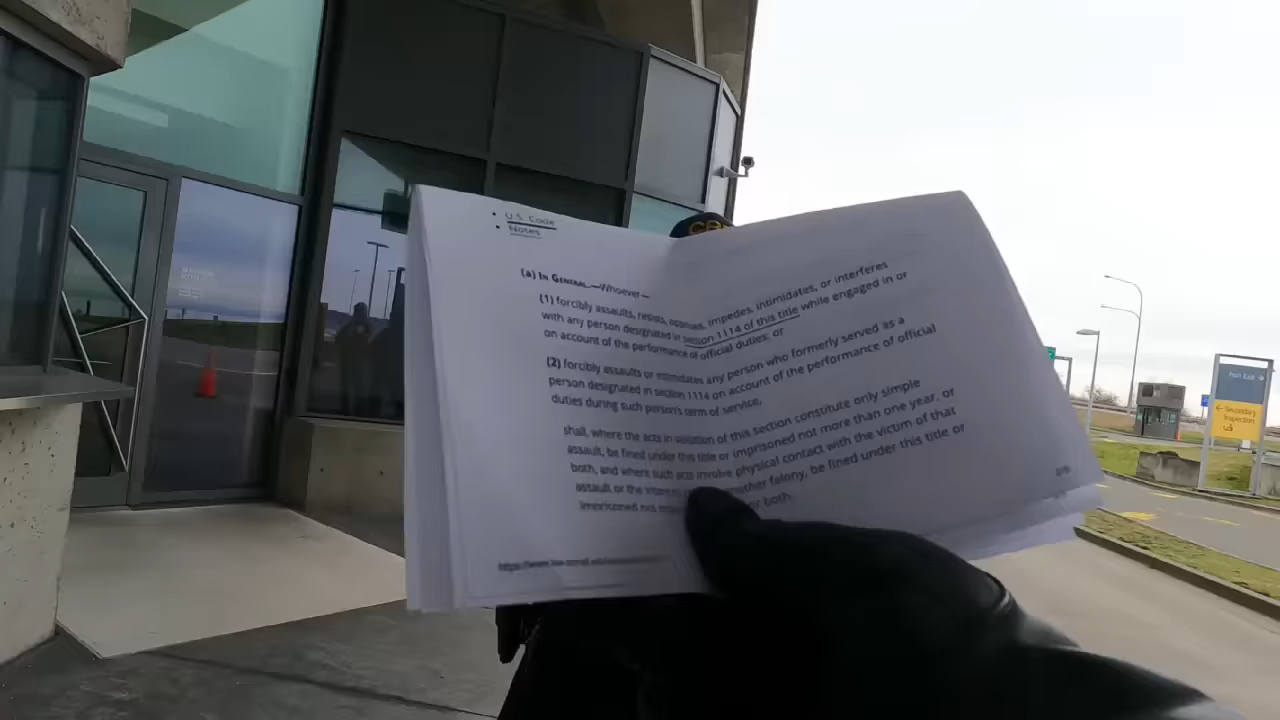 U.S. Code
Notes
(a) IN GENERAL.—Whoever—
(1) forcibly assaults, resists, opposes, impedes, intimidates, or interferes
with any person designated in section 1114 of this title while engaged in or
on account of the performance of official duties; or
(2) forcibly assaults or intimidates any person who formerly served as a
person designated in section 1114 on account of the performance of official
duties during such person's term of service,
shall, where the acts in violation of this section constitute only simple
assault, be fined under this title or imprisoned not more than one year, or
both, and where such acts involve physical contact with the victim of that
assault or the intent another felony, be fined under this title or
imprisoned not or both.
Secondary
Inspection